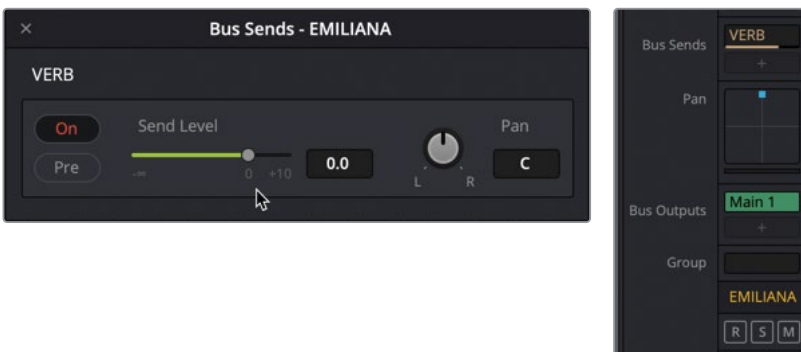 × Bus Sends - EMILIANA
VERB
On Send Level Pan
Pre -∞ 0 +10 0.0 L R C
Bus Sends VERB
+
Pan
Bus Outputs Main 1
+
Group
EMILIANA
R S M